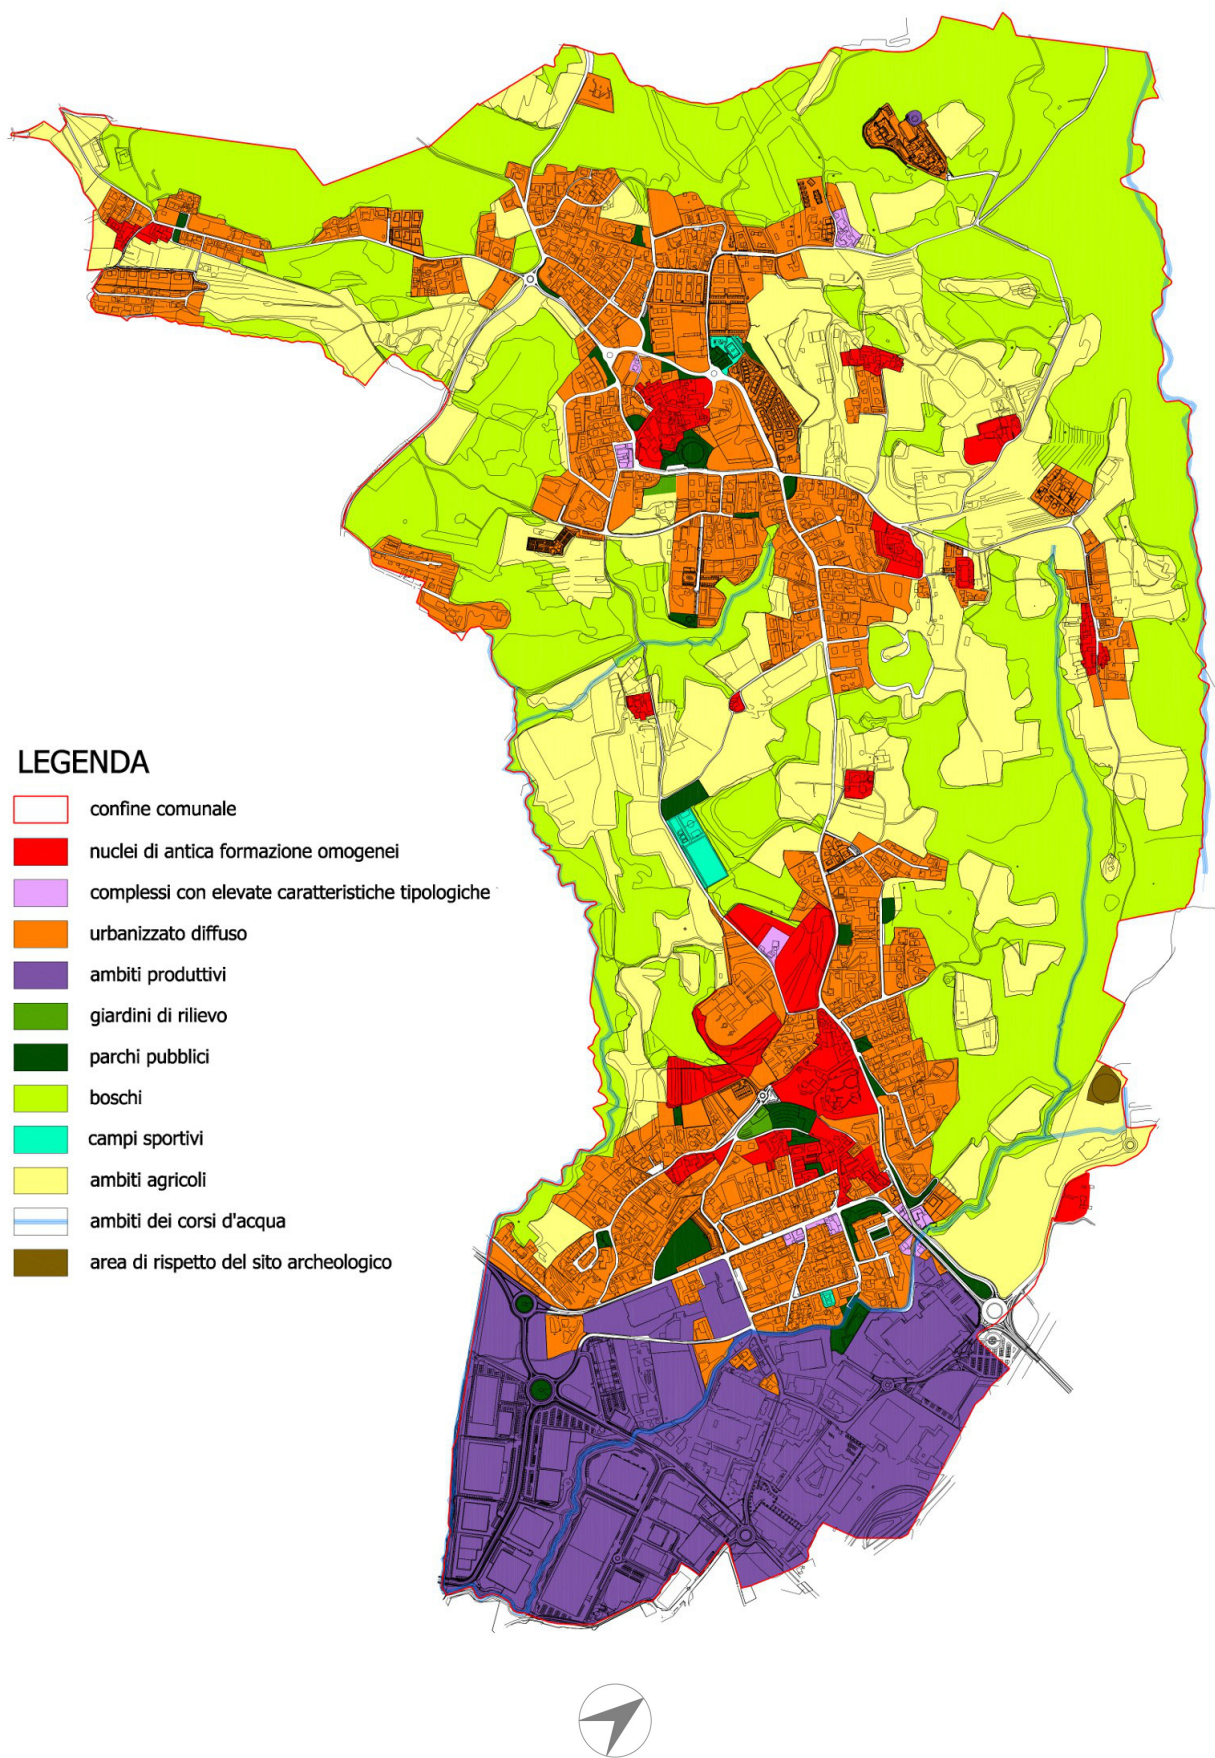 LEGENDA
confine comunale
nuclei di antica formazione omogenei
complessi con elevate caratteristiche tipologiche
urbanizzato diffuso
ambiti produttivi
giardini di rilievo
parchi pubblici
boschi
campi sportivi
ambiti agricoli
ambiti dei corsi d'acqua
area di rispetto del sito archeologico